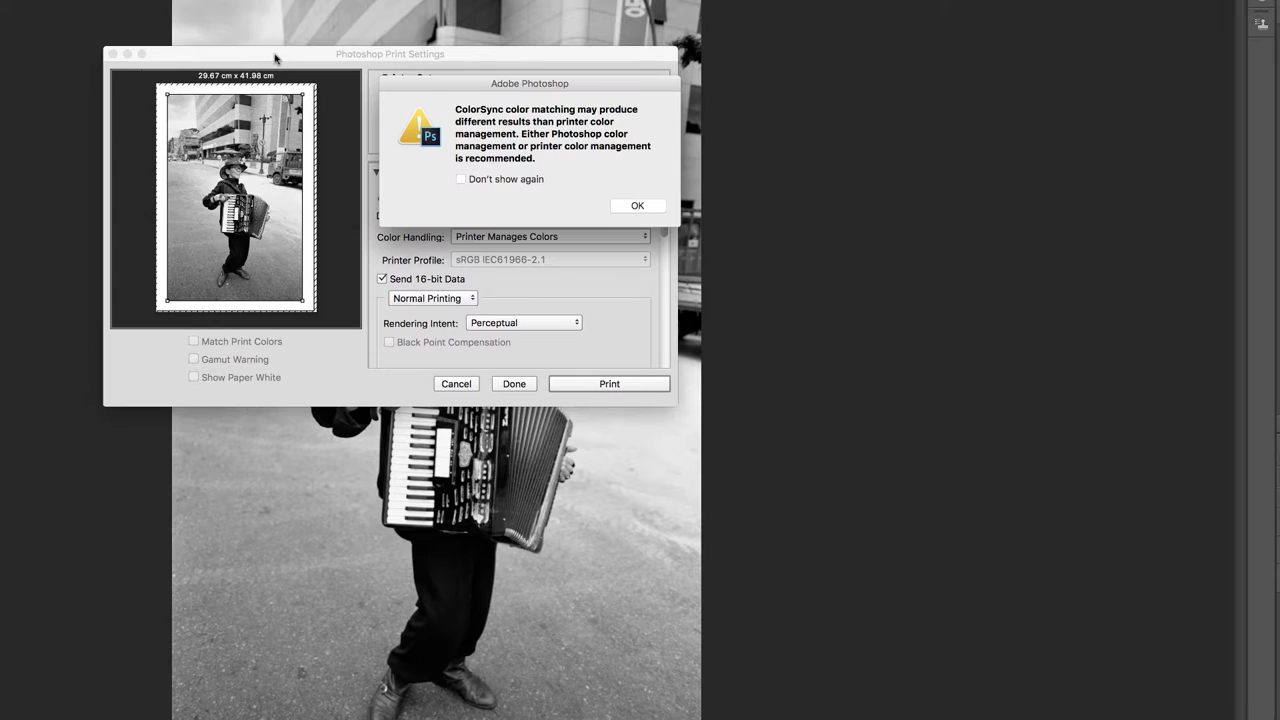 05
Photoshop Print Settings
29.67 cm x 41.98 cm
Adobe Photoshop
ColorSync color matching may produce
different results than printer color
management. Either Photoshop color
management or printer color management
is recommended.
Ps
Don't show again
OK
Color Handling: Printer Manages Colors
Printer Profile: sRGB IEC61966-2.1
Send 16-bit Data
Normal Printing
Rendering Intent: Perceptual
Black Point Compensation
Match Print Colors
Gamut Warning
Show Paper White
Cancel
Done
Print